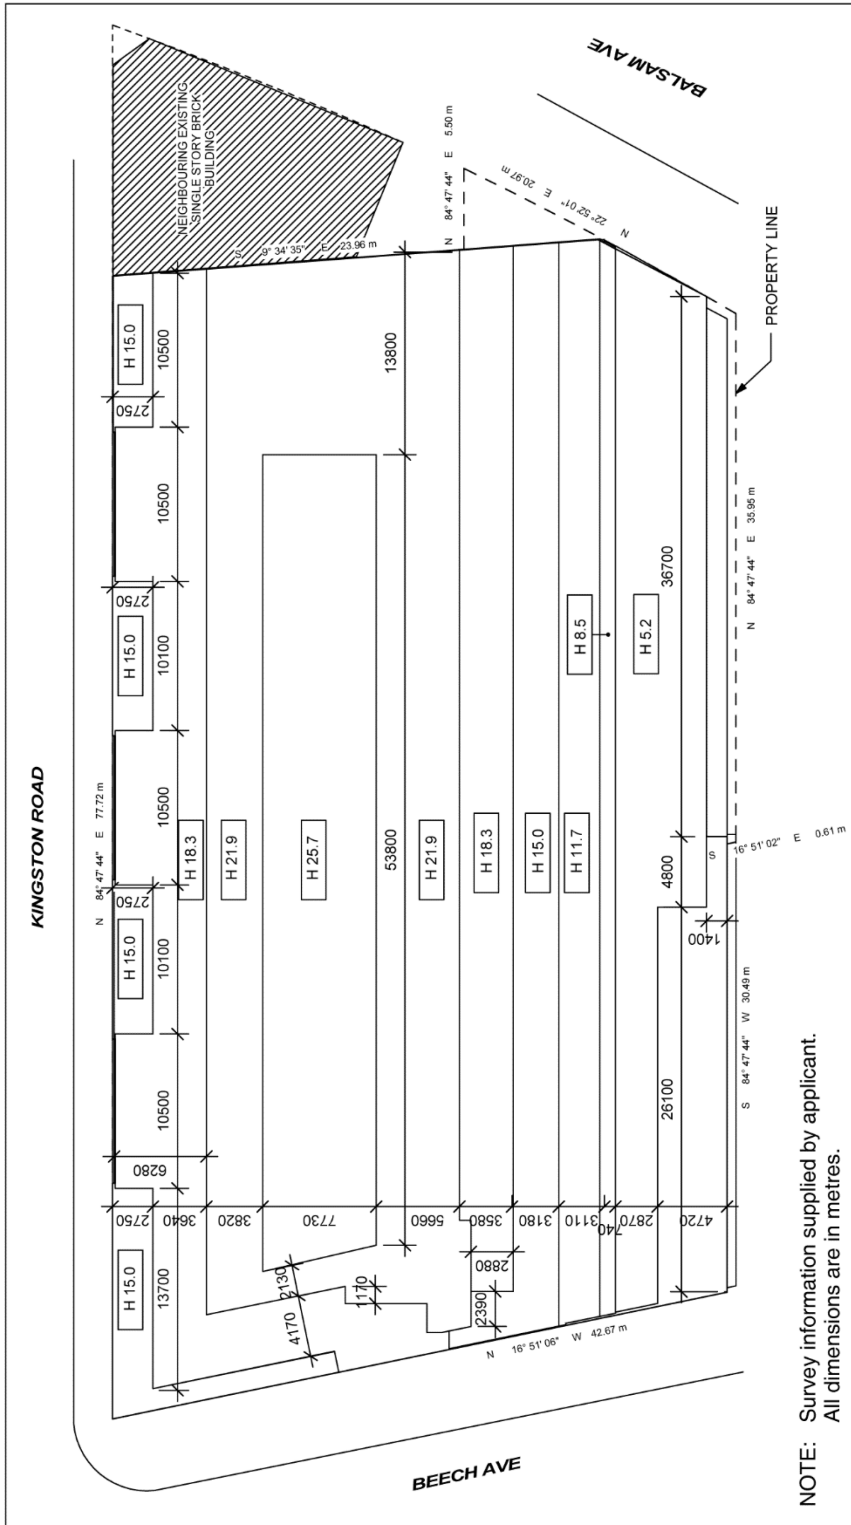 KINGSTON ROAD
N 84° 47' 44" E 77.72 m
BALSAM AVE
NEIGHBOURING EXISTING
SINGLE STORY BRICK
BUILDING
S 9° 34' 35" E 23.96 m
N 84° 47' 44" E 5.50 m
N 22° 52' 01" E 20.97 m
PROPERTY LINE
N 84° 47' 44" E 35.95 m
S 16° 51' 02" E 0.61 m
S 84° 47' 44" W 30.49 m
N 16° 51' 06" W 42.67 m
BEECH AVE
H 15.0
H 15.0
H 15.0
H 15.0
2750
2750
2750
2750
13700
10500
10100
10500
10100
10500
10500
6280
3640
H 18.3
3820
H 21.9
7730
H 25.7
53800
13800
5660
H 21.9
3580
H 18.3
3180
H 15.0
3110
H 11.7
740
H 8.5
2870
H 5.2
4720
26100
4800
36700
1400
2130
4170
1170
2880
2390
NOTE: Survey information supplied by applicant.
All dimensions are in metres.